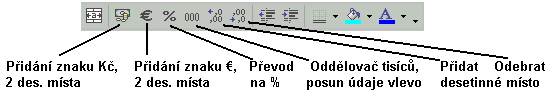 € % 000 ,0 ,00 ,00 ,0 A
Přidání znaku Kč, Přidání znaku €, Převod Oddělovač tisíců, Přidat Odebrat
2 des. místa 2 des. místa na % posun údaje vlevo desetinné místo